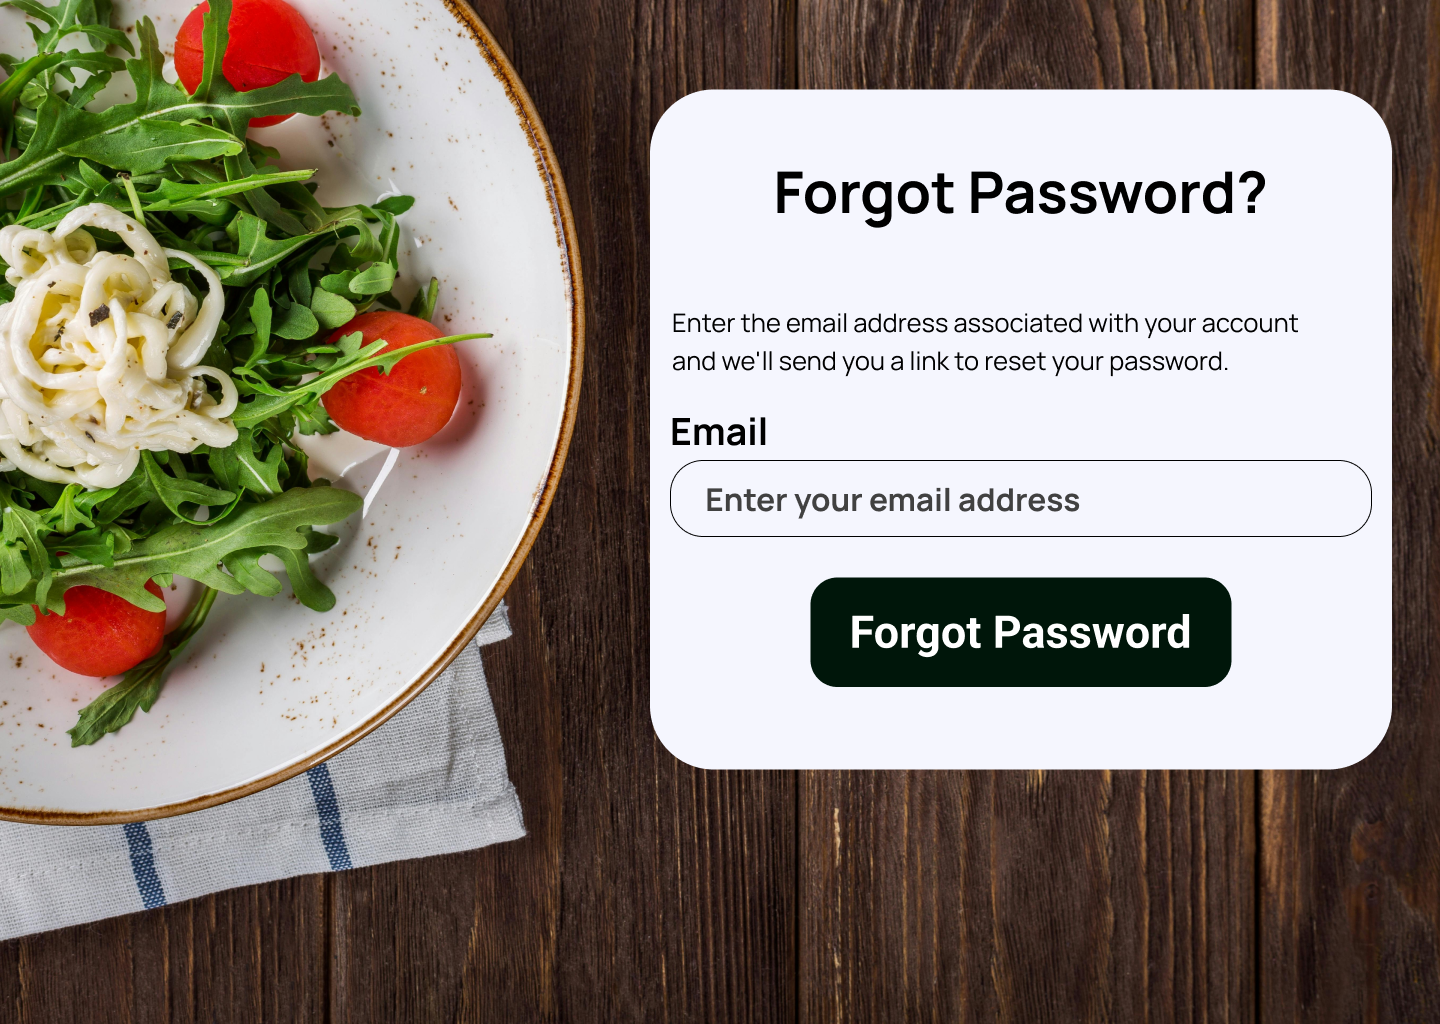 Forgot Password?
Enter the email address associated with your account
and we'll send you a link to reset your password.
Email
Enter your email address
Forgot Password